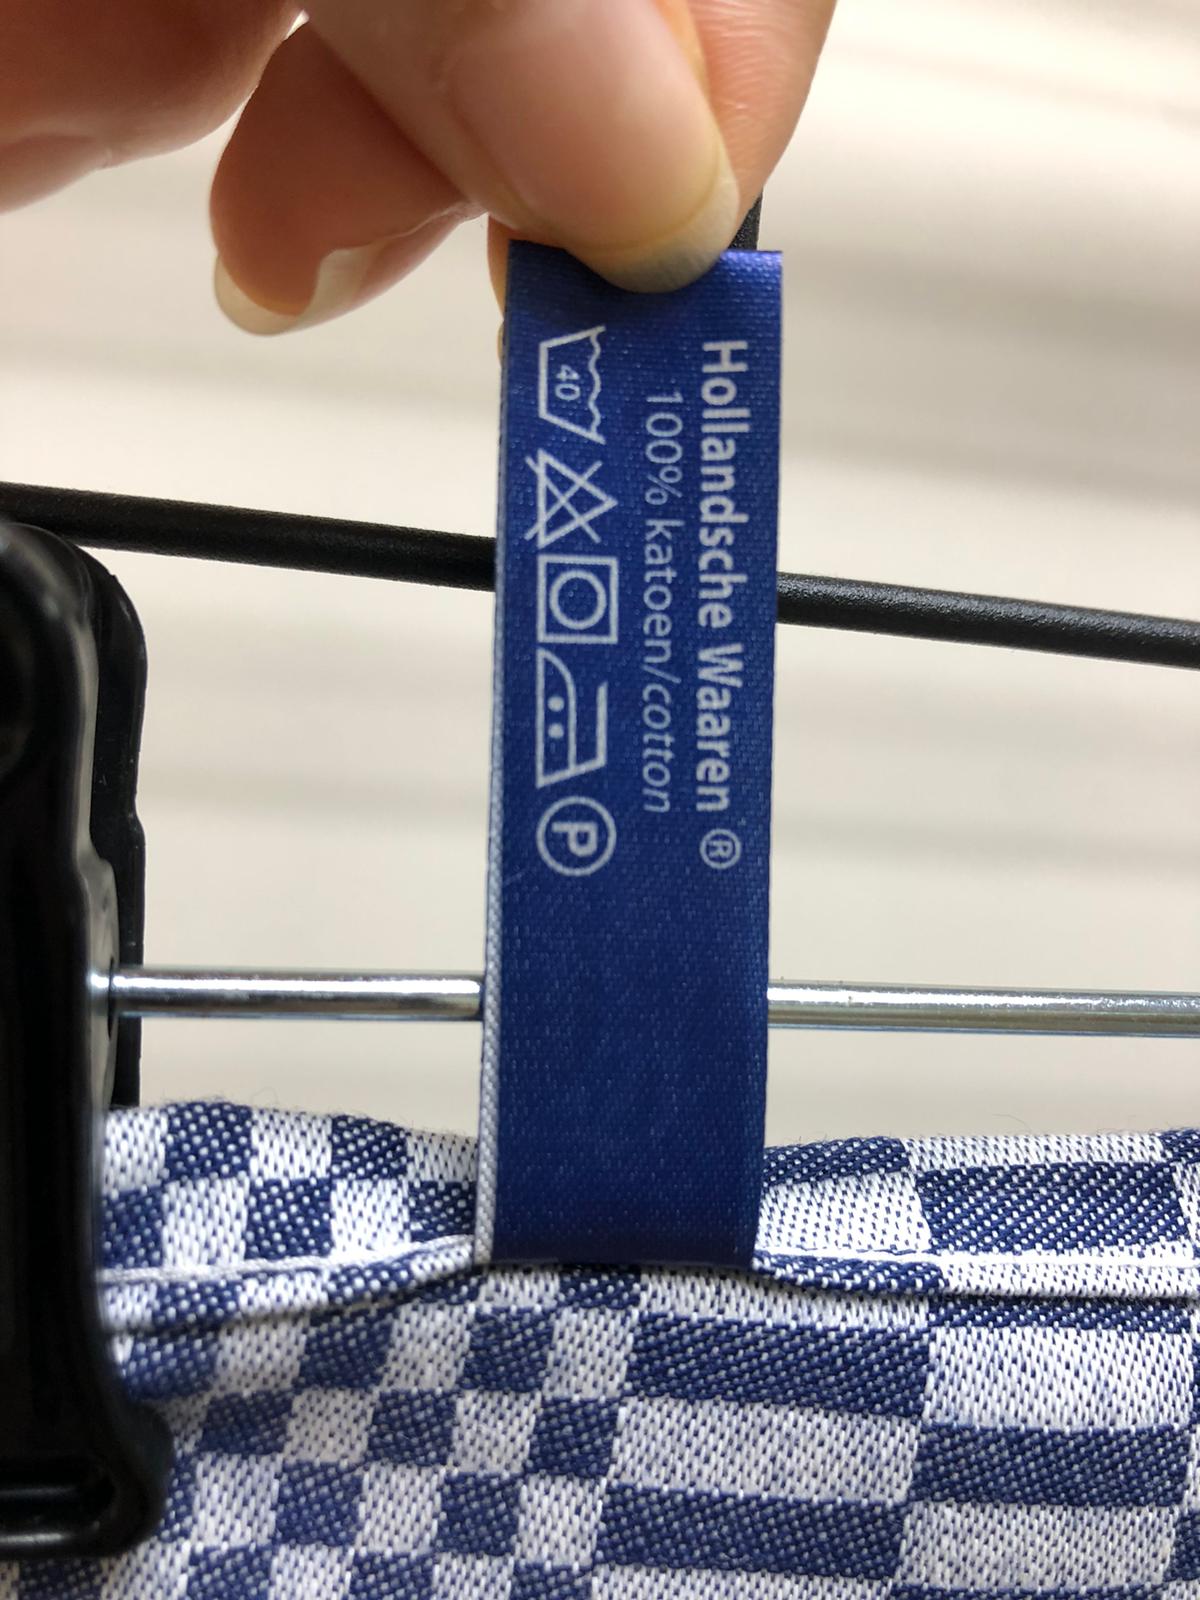 Hollandsche Waaren ®
100% katoen/cotton
40
P